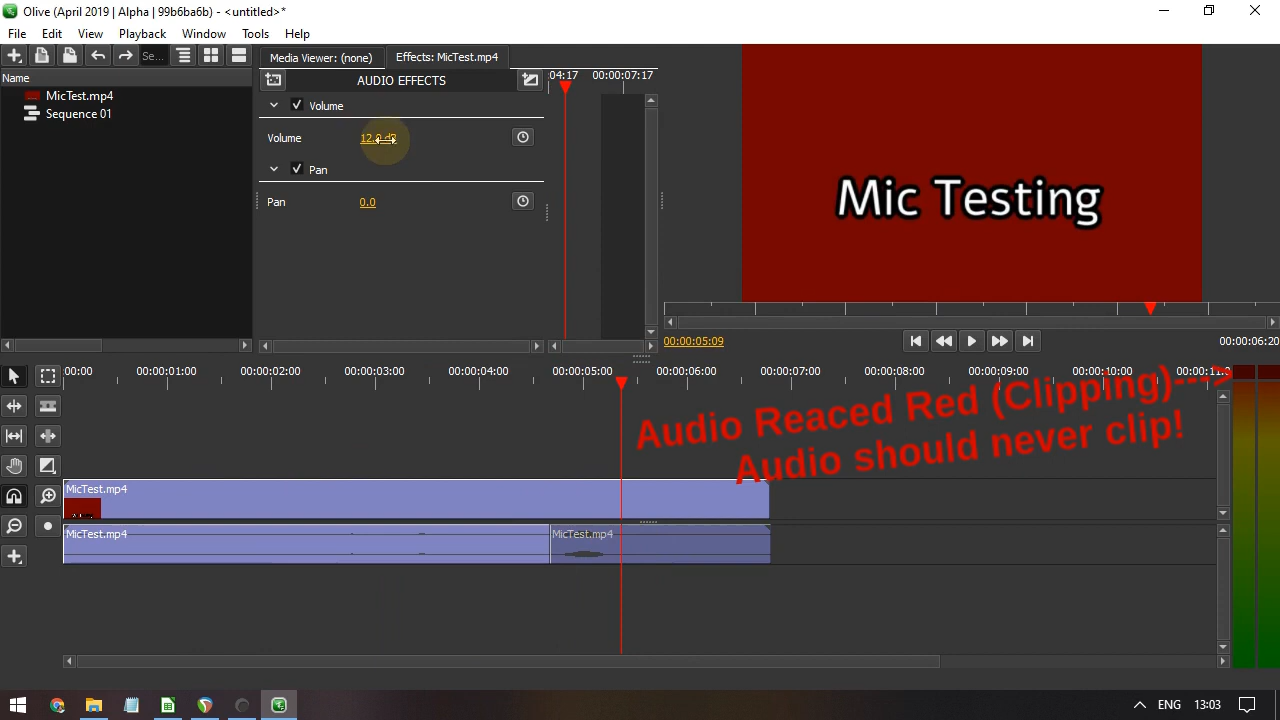 Olive (April 2019 | Alpha | 99b6ba6b) - <untitled>*
File Edit View Playback Window Tools Help
Se...
Media Viewer: (none) Effects: MicTest.mp4
Name
MicTest.mp4
Sequence 01
AUDIO EFFECTS
:04:17 00:00:07:17
Volume
Volume
Pan
Pan 0.0
Mic Testing
00:00:05:09 00:00:06:20
00:00 00:00:01:00 00:00:02:00 00:00:03:00 00:00:04:00 00:00:05:00 00:00:06:00 00:00:07:00 00:00:08:00 00:00:09:00 00:00:10:00
Audio Reaced Red (Clipping)--->
Audio should never clip!
MicTest.mp4
MicTest.mp4 MicTest.mp4
ENG 13:03